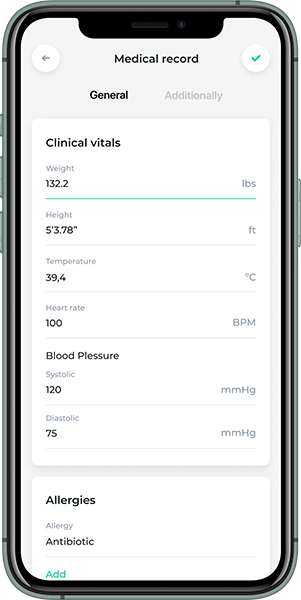 Medical record
General Additionally
Clinical vitals
Weight
132.2 lbs
Height
5'3.78” ft
Temperature
39,4 °C
Heart rate
100 BPM
Blood Plessure
Systolic
120 mmHg
Diastolic
75 mmHg
Allergies
Allergy
Antibiotic
Add